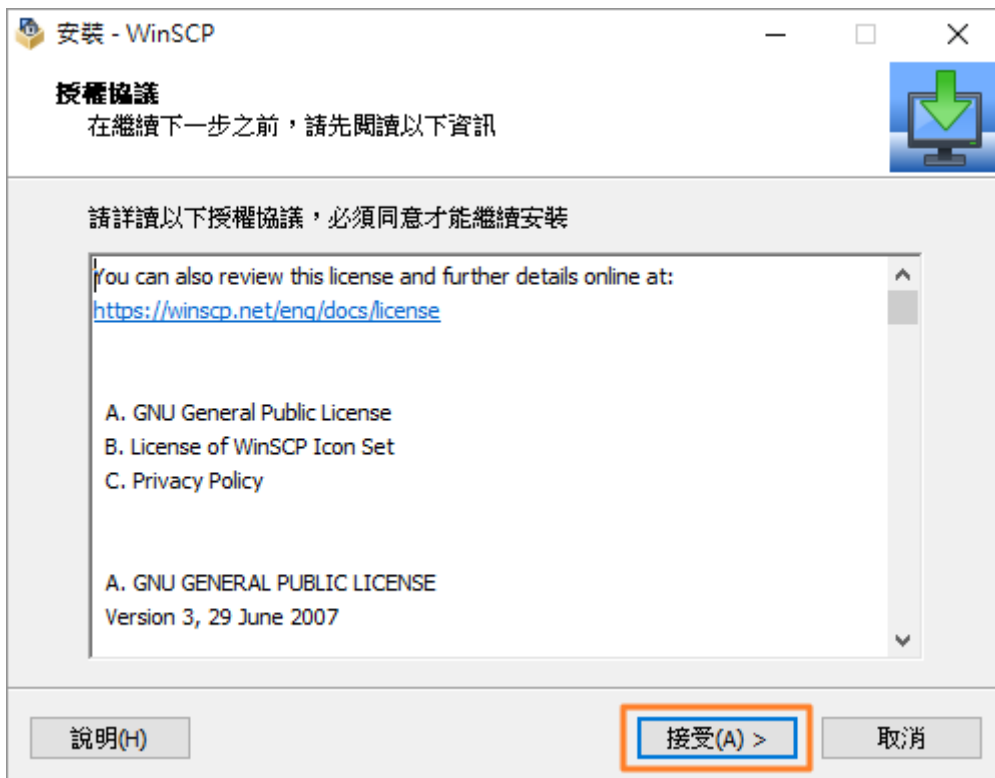 安裝 - WinSCP
授權協議
在繼續下一步之前，請先閱讀以下資訊
請詳讀以下授權協議，必須同意才能繼續安裝
You can also review this license and further details online at:
https://winscp.net/eng/docs/license
A. GNU General Public License
B. License of WinSCP Icon Set
C. Privacy Policy
A. GNU GENERAL PUBLIC LICENSE
Version 3, 29 June 2007
說明(H)
接受(A) >
取消